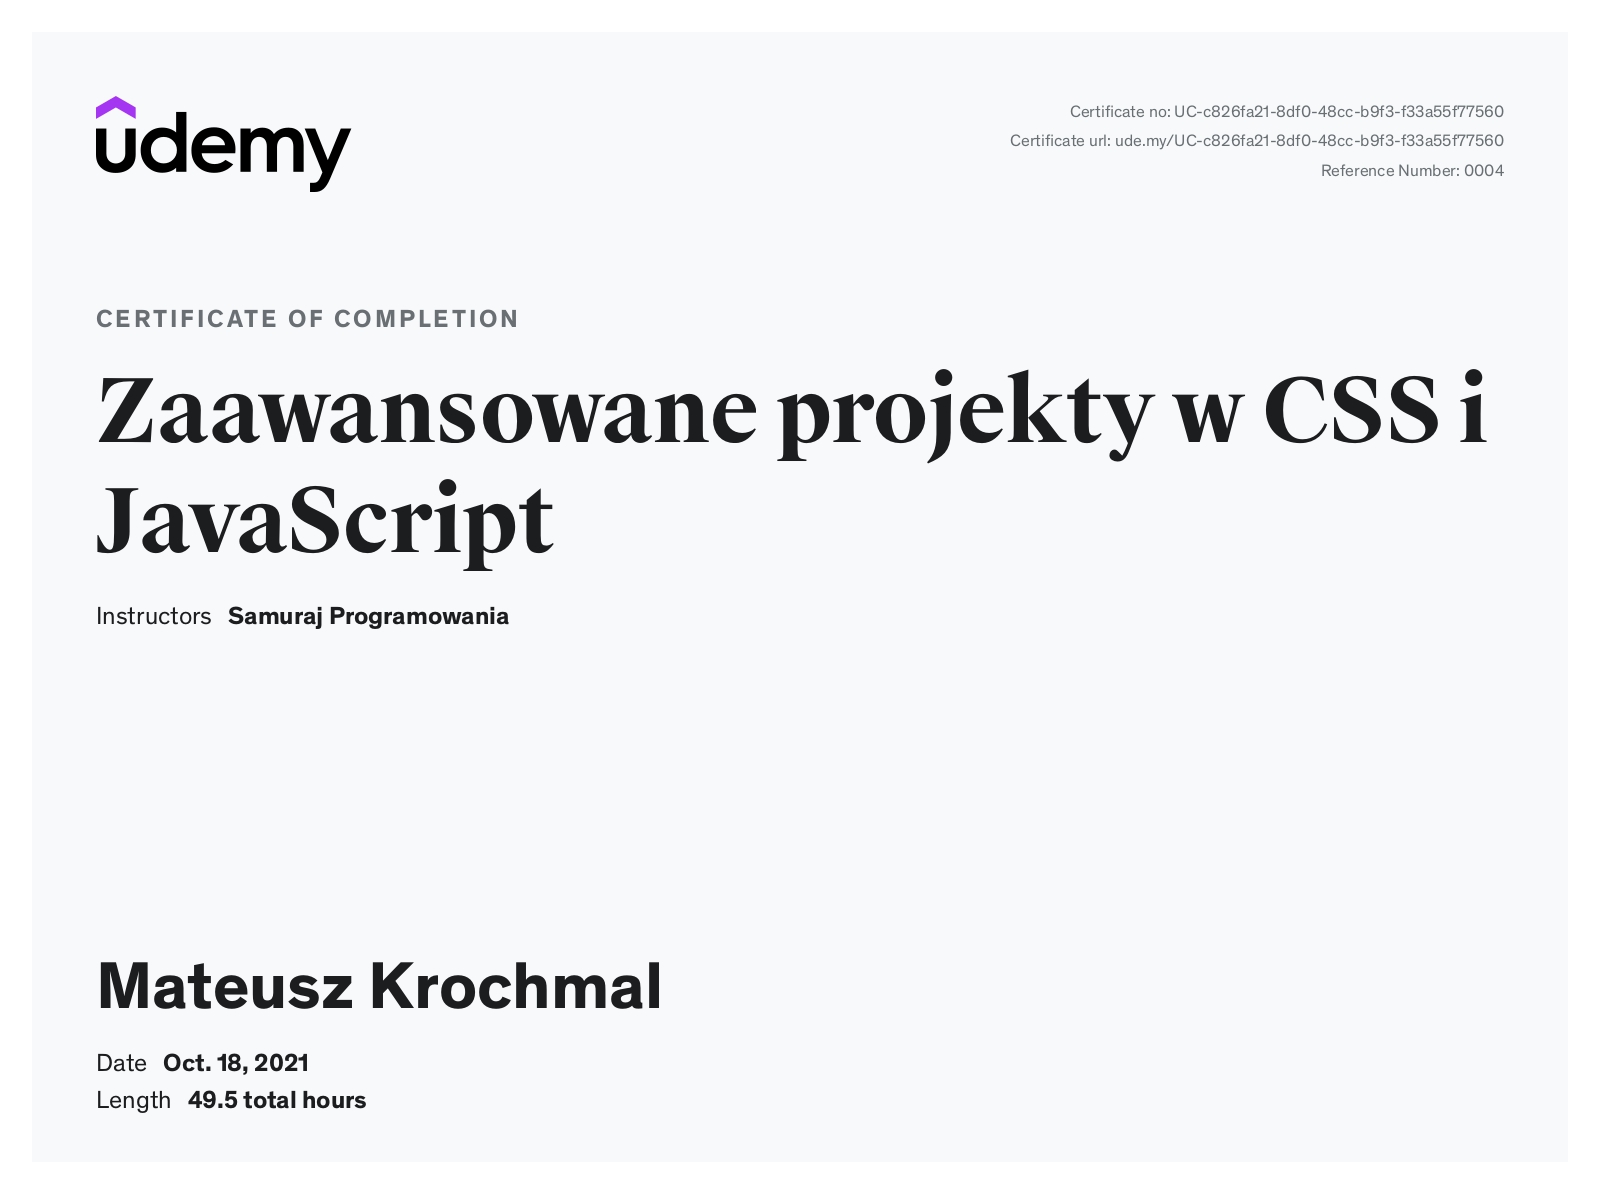 udemy
Certificate no: UC-c826fa21-8df0-48cc-b9f3-f33a55f77560
Certificate url: ude.my/UC-c826fa21-8df0-48cc-b9f3-f33a55f77560
Reference Number: 0004
CERTIFICATE OF COMPLETION
Zaawansowane projekty w CSS i
JavaScript
Instructors Samuraj Programowania
Mateusz Krochmal
Date Oct. 18, 2021
Length 49.5 total hours